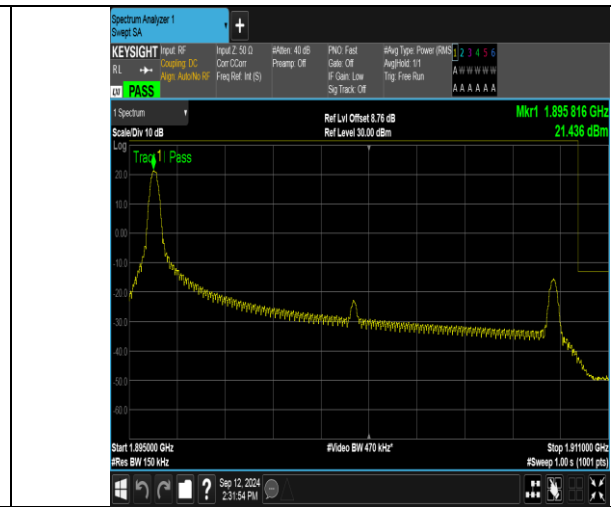 Spectrum Analyzer 1
Swept SA
+
KEYSIGHT Input: RF Input Z: 50 Ω #Atten: 40 dB PNO: Fast #Avg Type: Power (RMS 1 2 3 4 5 6
RL Coupling: DC Corr CCorr Preamp: Off Gate: Off Avg|Hold: 1/1 A W W W W W
Align: Auto/No RF Freq Ref: Int (S) IF Gain: Low Trig: Free Run
LXI PASS Sig Track: Off A A A A A A
1 Spectrum Ref Lvl Offset 8.76 dB Mkr1 1.895 816 GHz
Scale/Div 10 dB Ref Level 30.00 dBm 21.436 dBm
Log
Trace 1 Pass
1
20.0
10.0
0.00
-10.0
-20.0
-30.0
-40.0
-50.0
-60.0
Start 1.895000 GHz #Video BW 470 kHz* Stop 1.911000 GHz
#Res BW 150 kHz #Sweep 1.00 s (1001 pts)
? Sep 12, 2024
2:31:54 PM